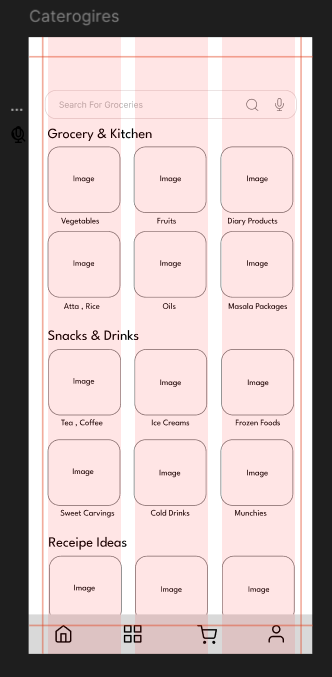 Caterogires
...
Search For Groceries
Grocery & Kitchen
Image Image Image
Vegetables Fruits Diary Products
Image Image Image
Atta , Rice Oils Masala Packages
Snacks & Drinks
Image Image Image
Tea , Coffee Ice Creams Frozen Foods
Image Image Image
Sweet Carvings Cold Drinks Munchies
Receipe Ideas
Image Image Image